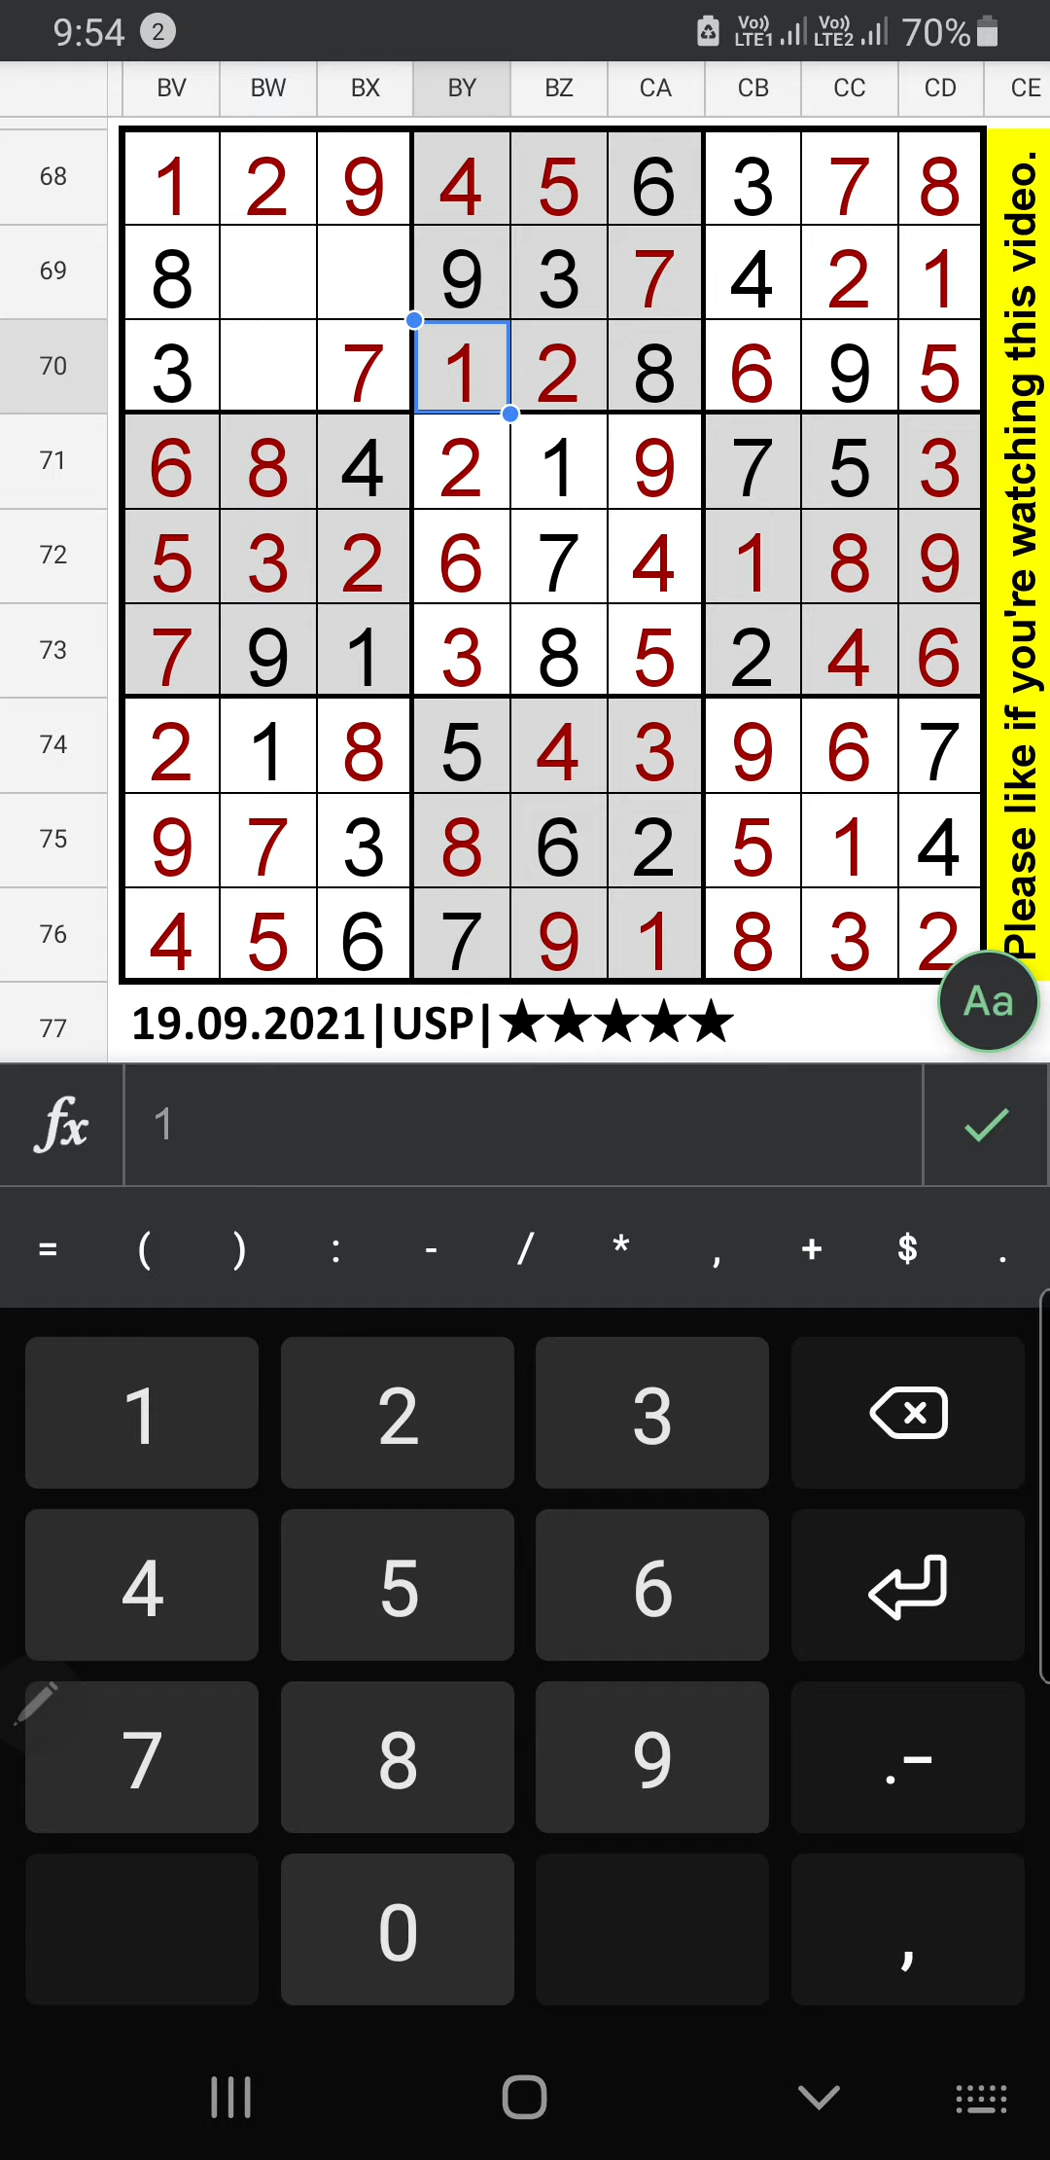 9:54 2 Vo)) LTE1 Vo)) LTE2 70%
BV BW BX BY BZ CA CB CC CD CE
68 1 2 9 4 5 6 3 7 8
69 8 9 3 7 4 2 1
70 3 7 1 2 8 6 9 5
71 6 8 4 2 1 9 7 5 3
72 5 3 2 6 7 4 1 8 9
73 7 9 1 3 8 5 2 4 6
74 2 1 8 5 4 3 9 6 7
75 9 7 3 8 6 2 5 1 4
76 4 5 6 7 9 1 8 3 2
Please like if you're watching this video.
77 19.09.2021|USP|★★★★★
Aa
fx 1
= ( ) : - / * , + $ .
1 2 3
4 5 6
7 8 9 .-
0 ,